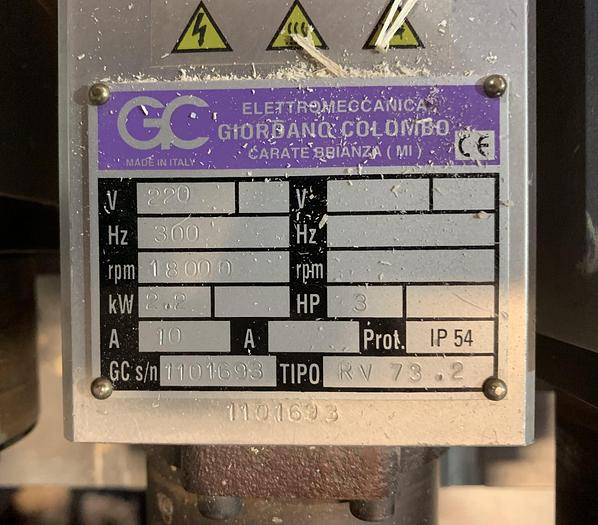 GC
MADE IN ITALY
ELETTROMECCANICA
GIORDANO COLOMBO
CARATE BRIANZA (MI)
CE
V 220 V
Hz 300 Hz
rpm 18000 rpm
kW 2.2 HP 3
A 10 A Prot. IP 54
GC s/n 1101693 TIPO RV 73.2
1101693